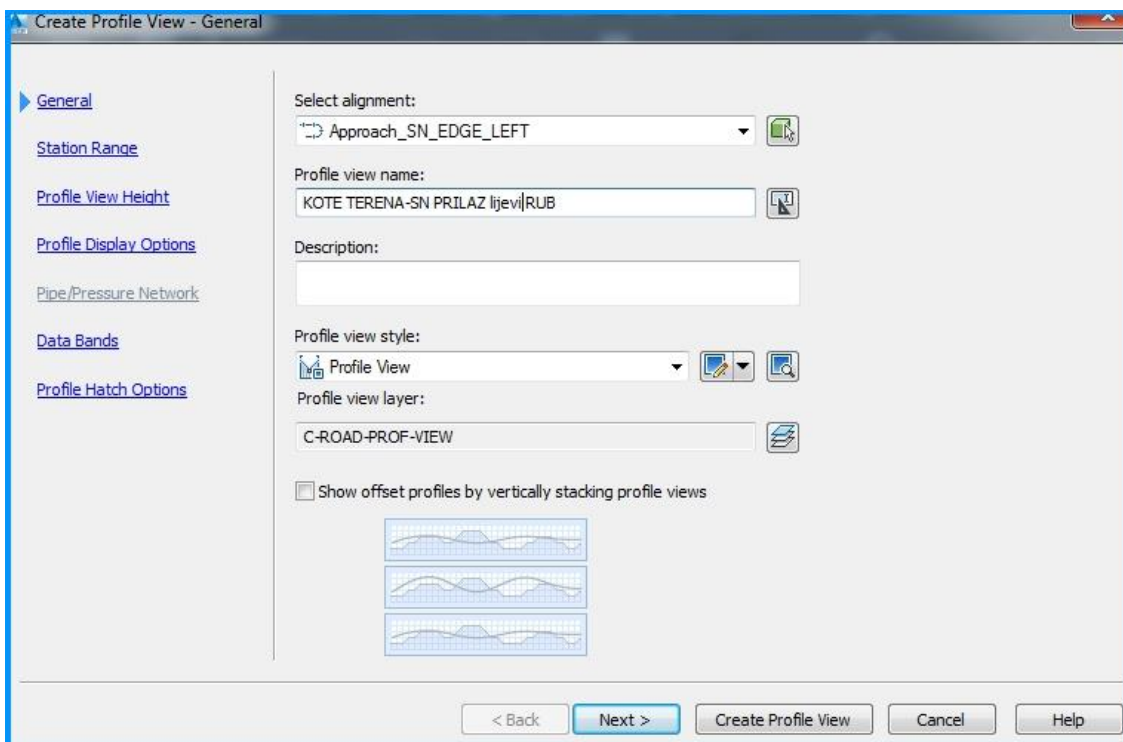 Create Profile View - General
General
Station Range
Profile View Height
Profile Display Options
Pipe/Pressure Network
Data Bands
Profile Hatch Options
Select alignment:
Approach_SN_EDGE_LEFT
Profile view name:
KOTE TERENA-SN PRILAZ lijevi RUB
Description:
Profile view style:
Profile View
Profile view layer:
C-ROAD-PROF-VIEW
Show offset profiles by vertically stacking profile views
< Back
Next >
Create Profile View
Cancel
Help